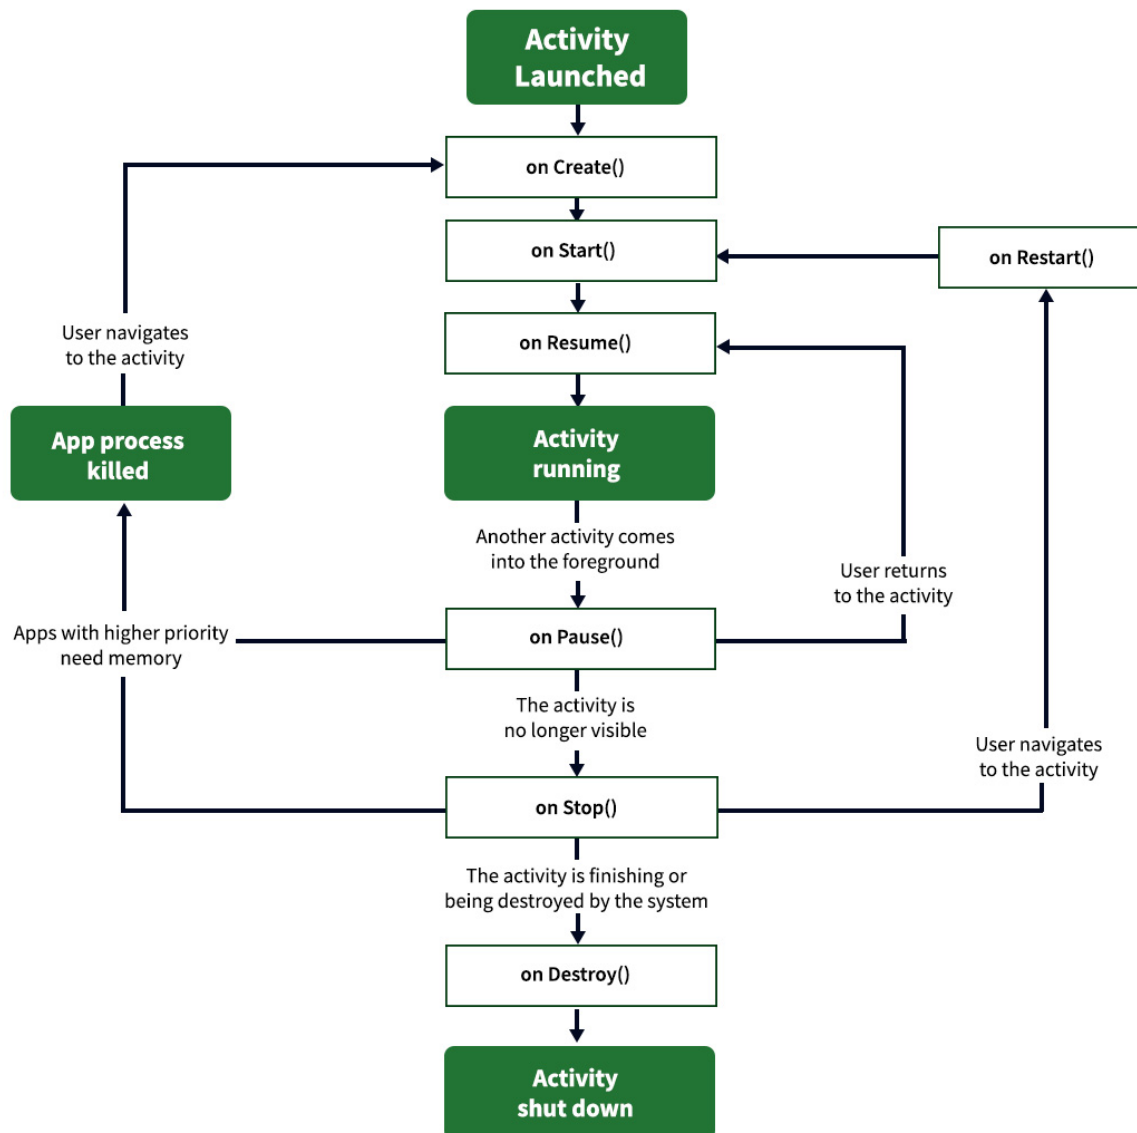 Activity
Launched
on Create()
on Start()
on Restart()
on Resume()
User navigates
to the activity
App process
killed
Activity
running
Another activity comes
into the foreground
User returns
to the activity
Apps with higher priority
need memory
on Pause()
The activity is
no longer visible
User navigates
to the activity
on Stop()
The activity is finishing or
being destroyed by the system
on Destroy()
Activity
shut down